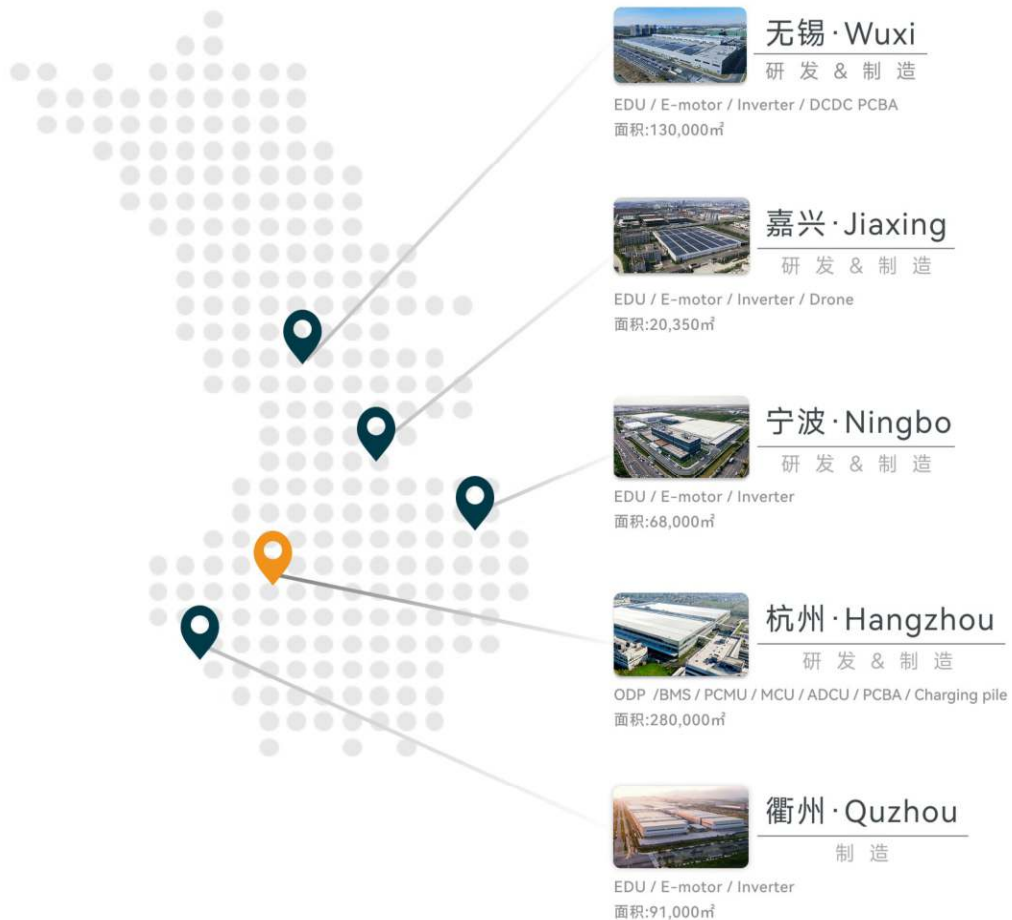 无锡·Wuxi
研发&制造
EDU / E-motor / Inverter / DCDC PCBA
面积:130,000㎡
嘉兴·Jiaxing
研发&制造
EDU / E-motor / Inverter / Drone
面积:20,350㎡
宁波·Ningbo
研发&制造
EDU / E-motor / Inverter
面积:68,000㎡
杭州·Hangzhou
研发&制造
ODP /BMS / PCMU / MCU / ADCU / PCBA / Charging pile
面积:280,000㎡
衢州·Quzhou
制造
EDU / E-motor / Inverter
面积:91,000㎡